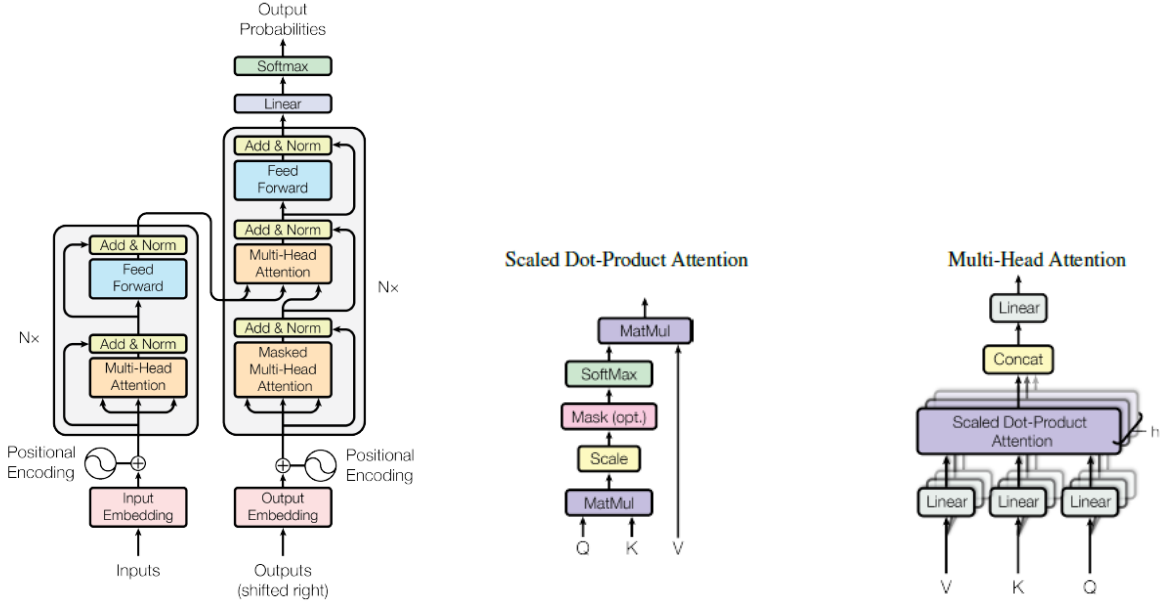 Output
Probabilities
Softmax
Linear
Add & Norm
Feed
Forward
Add & Norm
Multi-Head
Attention
Add & Norm
Masked
Multi-Head
Attention
Nx
Positional
Encoding
Output
Embedding
Outputs
(shifted right)
Add & Norm
Feed
Forward
Add & Norm
Multi-Head
Attention
Nx
Positional
Encoding
Input
Embedding
Inputs
Scaled Dot-Product Attention
MatMul
SoftMax
Mask (opt.)
Scale
MatMul
Q K V
Multi-Head Attention
Linear
Concat
Scaled Dot-Product
Attention
h
Linear Linear Linear
V K Q